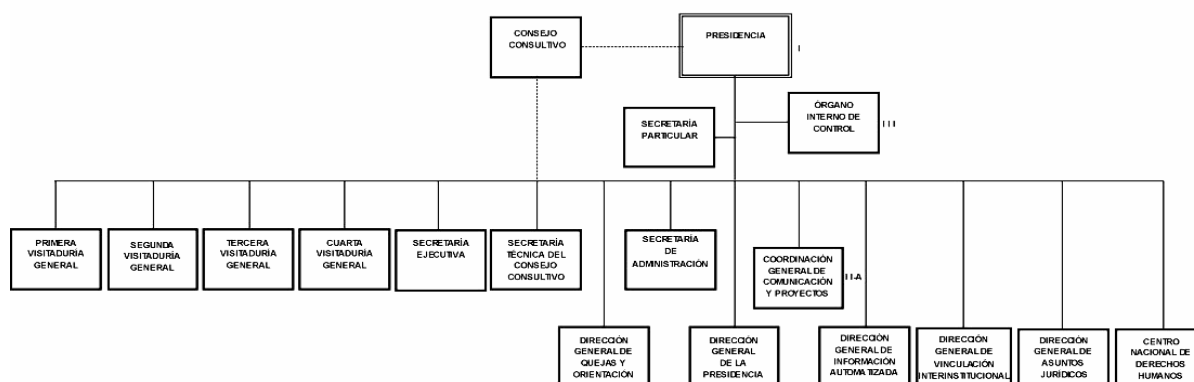 CONSEJO
CONSULTIVO
PRESIDENCIA
I
SECRETARÍA
PARTICULAR
ÓRGANO
INTERNO DE
CONTROL
III
PRIMERA
VISITADURÍA
GENERAL
SEGUNDA
VISITADURÍA
GENERAL
TERCERA
VISITADURÍA
GENERAL
CUARTA
VISITADURÍA
GENERAL
SECRETARÍA
EJECUTIVA
SECRETARÍA
TÉCNICA DEL
CONSEJO
CONSULTIVO
SECRETARÍA
DE
ADMINISTRACIÓN
COORDINACIÓN
GENERAL DE
COMUNICACIÓN
Y PROYECTOS
II-A
DIRECCIÓN
GENERAL DE
QUEJAS Y
ORIENTACIÓN
DIRECCIÓN
GENERAL
DE LA
PRESIDENCIA
DIRECCIÓN
GENERAL DE
INFORMACIÓN
AUTOMATIZADA
DIRECCIÓN
GENERAL DE
VINCULACIÓN
INTERINSTITUCIONAL
DIRECCIÓN
GENERAL DE
ASUNTOS
JURÍDICOS
CENTRO
NACIONAL DE
DERECHOS
HUMANOS